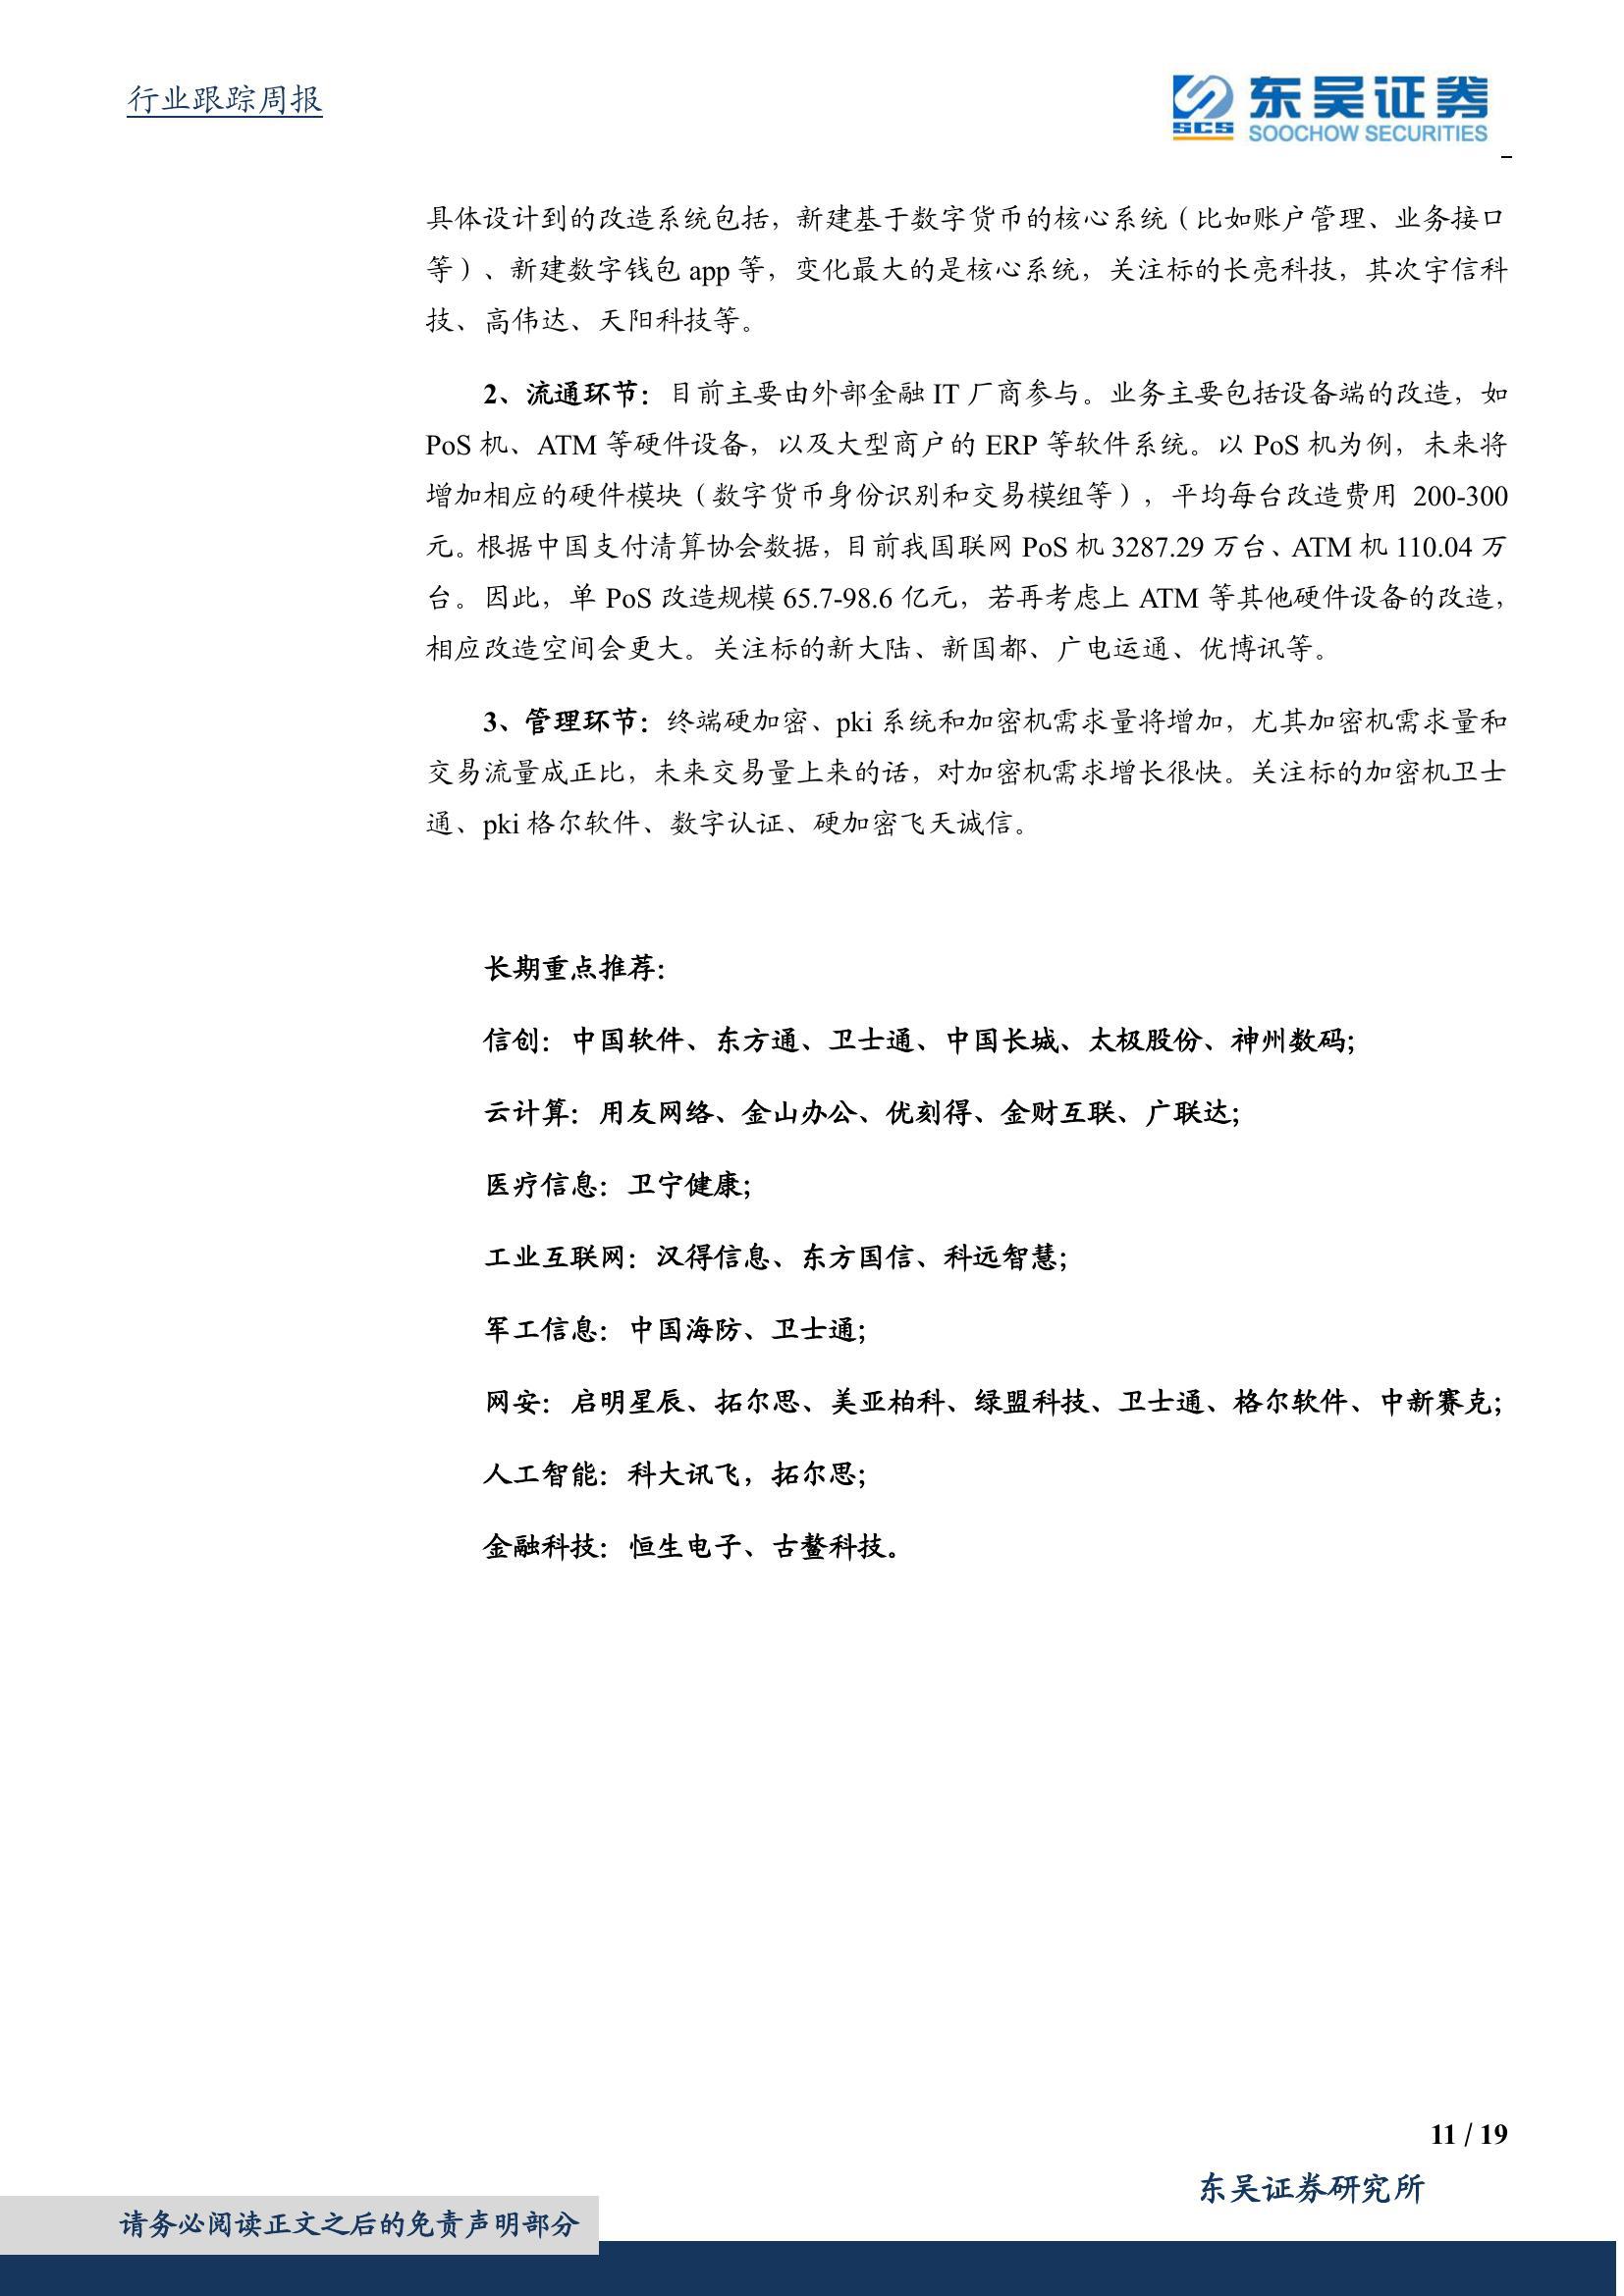 行业跟踪周报
SCS
东吴证券
SOOCHOW SECURITIES
具体设计到的改造系统包括，新建基于数字货币的核心系统（比如账户管理、业务接口
等）、新建数字钱包 app 等，变化最大的是核心系统，关注标的长亮科技，其次宇信科
技、高伟达、天阳科技等。
2、流通环节：目前主要由外部金融 IT 厂商参与。业务主要包括设备端的改造，如
PoS 机、ATM 等硬件设备，以及大型商户的 ERP 等软件系统。以 PoS 机为例，未来将
增加相应的硬件模块（数字货币身份识别和交易模组等），平均每台改造费用 200-300
元。根据中国支付清算协会数据，目前我国联网 PoS 机 3287.29 万台、ATM 机 110.04 万
台。因此，单 PoS 改造规模 65.7-98.6 亿元，若再考虑上 ATM 等其他硬件设备的改造，
相应改造空间会更大。关注标的新大陆、新国都、广电运通、优博讯等。
3、管理环节：终端硬加密、pki 系统和加密机需求量将增加，尤其加密机需求量和
交易流量成正比，未来交易量上来的话，对加密机需求增长很快。关注标的加密机卫士
通、pki 格尔软件、数字认证、硬加密飞天诚信。
长期重点推荐：
信创：中国软件、东方通、卫士通、中国长城、太极股份、神州数码；
云计算：用友网络、金山办公、优刻得、金财互联、广联达；
医疗信息：卫宁健康；
工业互联网：汉得信息、东方国信、科远智慧；
军工信息：中国海防、卫士通；
网安：启明星辰、拓尔思、美亚柏科、绿盟科技、卫士通、格尔软件、中新赛克；
人工智能：科大讯飞，拓尔思；
金融科技：恒生电子、古鳌科技。
11 / 19
东吴证券研究所
请务必阅读正文之后的免责声明部分